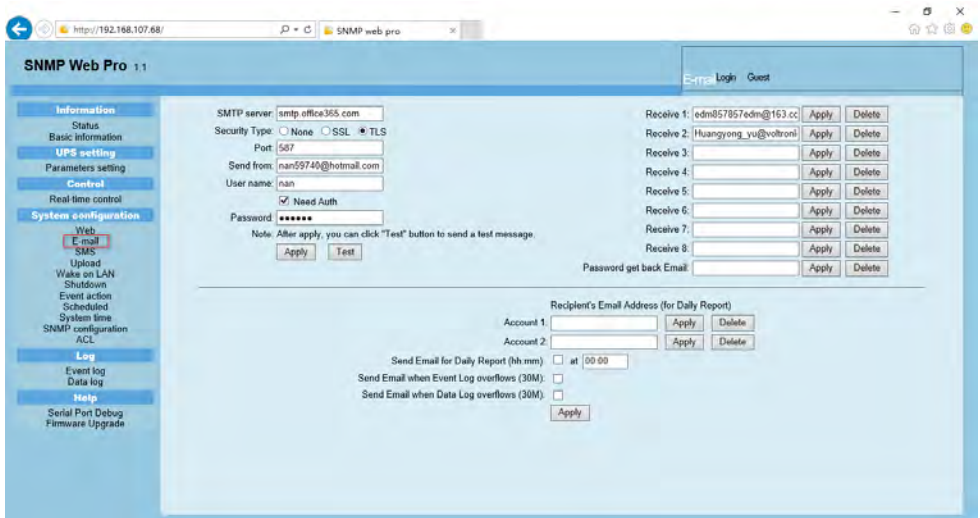 http://192.168.107.68/
SNMP web pro
SNMP Web Pro 1.1
E-mail Login Guest
Information
Status
Basic information
UPS setting
Parameters setting
Control
Real-time control
System configuration
Web
E-mail
SMS
Upload
Wake on LAN
Shutdown
Event action
Scheduled
System time
SNMP configuration
ACL
Log
Event log
Data log
Help
Serial Port Debug
Firmware Upgrade
SMTP server: smtp.office365.com
Security Type: None SSL TLS
Port: 587
Send from: nan59740@hotmail.com
User name: nan
Need Auth
Password: ●●●●●●
Note: After apply, you can click "Test" button to send a test message.
Apply Test
Receive 1: edm857857edm@163.cc Apply Delete
Receive 2: Huangyong_yu@voltroni Apply Delete
Receive 3: Apply Delete
Receive 4: Apply Delete
Receive 5: Apply Delete
Receive 6: Apply Delete
Receive 7: Apply Delete
Receive 8: Apply Delete
Password get back Email: Apply Delete
Recipient's Email Address (for Daily Report)
Account 1: Apply Delete
Account 2: Apply Delete
Send Email for Daily Report (hh:mm): at 00:00
Send Email when Event Log overflows (30M):
Send Email when Data Log overflows (30M):
Apply